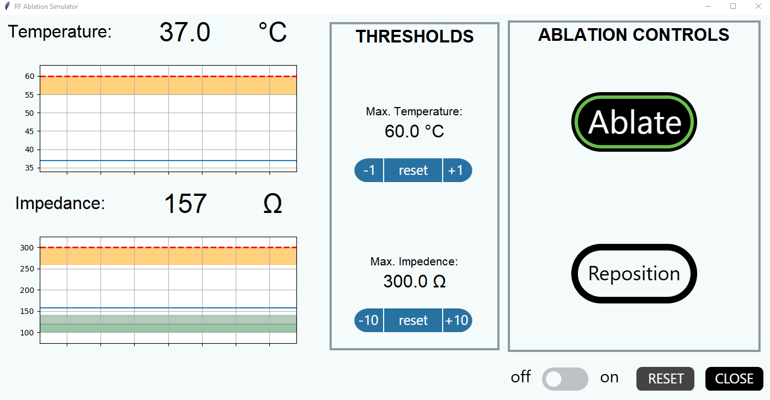 RF Ablation Simulator
Temperature: 37.0 °C
60
55
50
45
40
35
Impedance: 157 Ω
300
250
200
150
100
THRESHOLDS
Max. Temperature:
60.0 °C
-1 reset +1
Max. Impedence:
300.0 Ω
-10 reset +10
ABLATION CONTROLS
Ablate
Reposition
off on RESET CLOSE